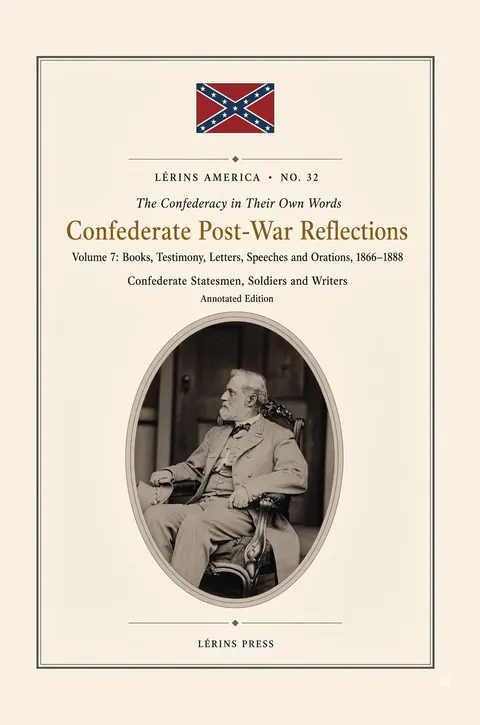 LÉRINS AMERICA • NO. 32
The Confederacy in Their Own Words
Confederate Post-War Reflections
Volume 7: Books, Testimony, Letters, Speeches and Orations, 1866–1888
Confederate Statesmen, Soldiers and Writers
Annotated Edition
LÉRINS PRESS